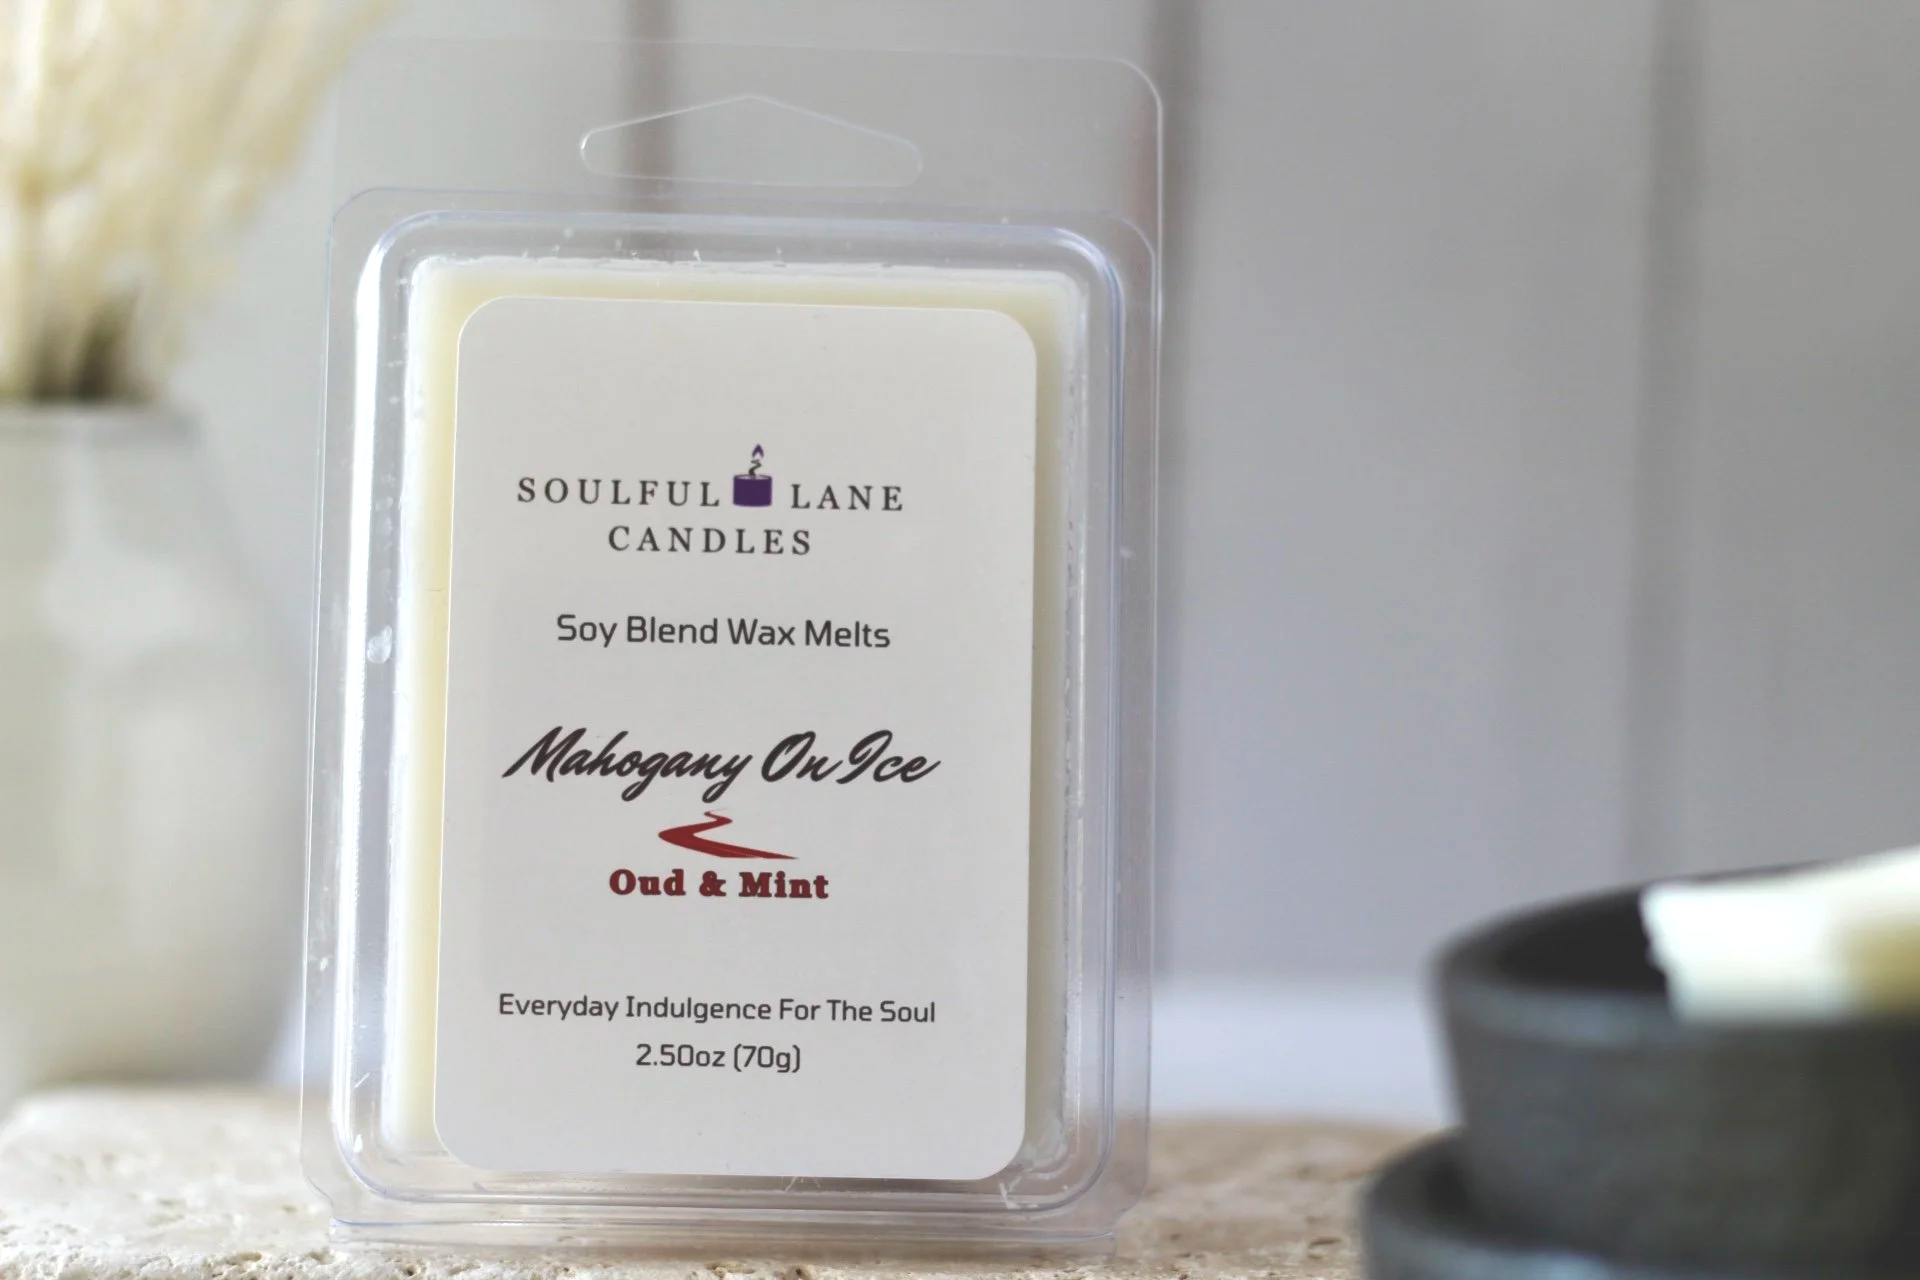 SOULFUL LANE
CANDLES
Soy Blend Wax Melts
Mahogany On Ice
Oud & Mint
Everyday Indulgence For The Soul
2.50oz (70g)